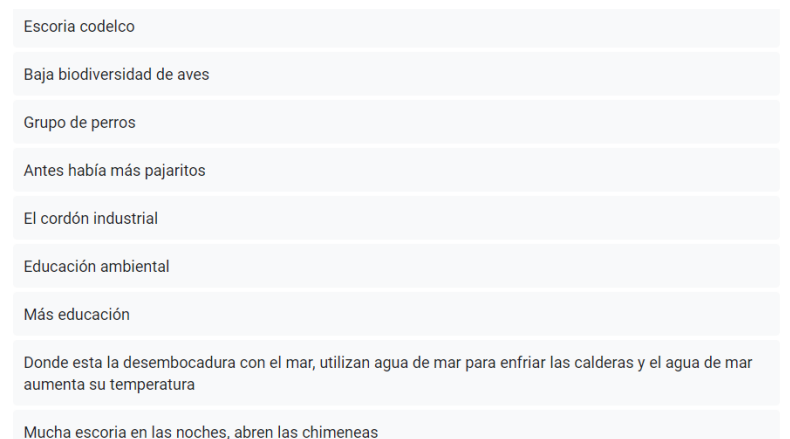 Escoria codelco
Baja biodiversidad de aves
Grupo de perros
Antes había más pajaritos
El cordón industrial
Educación ambiental
Más educación
Donde esta la desembocadura con el mar, utilizan agua de mar para enfriar las calderas y el agua de mar
aumenta su temperatura
Mucha escoria en las noches, abren las chimeneas